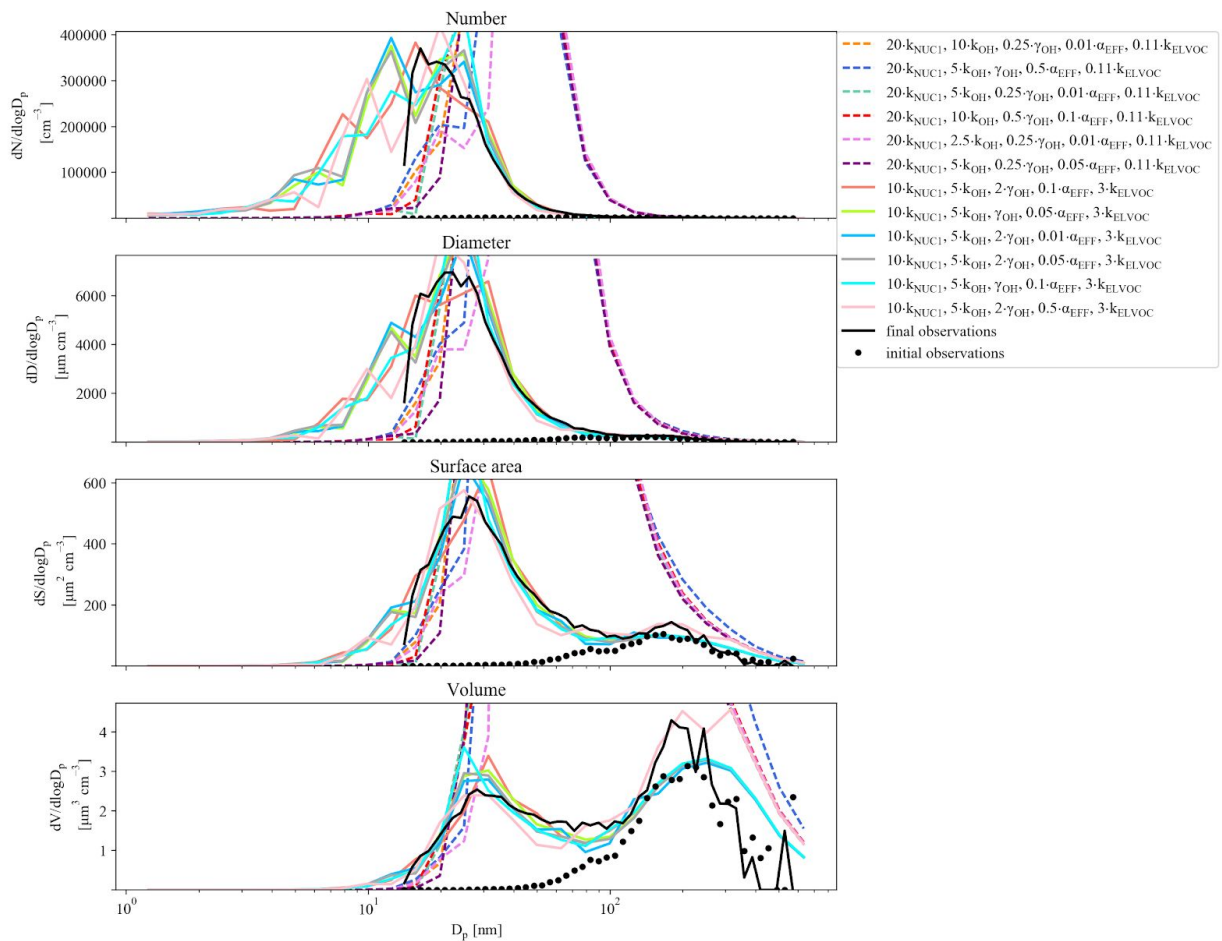 Number
400000
300000
200000
100000
dN/dlogDp
[cm⁻³]
Diameter
6000
4000
2000
dD/dlogDp
[μm cm⁻³]
Surface area
600
400
200
dS/dlogDp
[μm² cm⁻³]
Volume
4
3
2
1
dV/dlogDp
[μm³ cm⁻³]
10⁰
10¹
10²
Dp [nm]
20·kNUC1, 10·kOH, 0.25·γOH, 0.01·αEFF, 0.11·kELVOC
20·kNUC1, 5·kOH, γOH, 0.5·αEFF, 0.11·kELVOC
20·kNUC1, 5·kOH, 0.25·γOH, 0.01·αEFF, 0.11·kELVOC
20·kNUC1, 10·kOH, 0.5·γOH, 0.1·αEFF, 0.11·kELVOC
20·kNUC1, 2.5·kOH, 0.25·γOH, 0.01·αEFF, 0.11·kELVOC
20·kNUC1, 5·kOH, 0.25·γOH, 0.05·αEFF, 0.11·kELVOC
10·kNUC1, 5·kOH, 2·γOH, 0.1·αEFF, 3·kELVOC
10·kNUC1, 5·kOH, γOH, 0.05·αEFF, 3·kELVOC
10·kNUC1, 5·kOH, 2·γOH, 0.01·αEFF, 3·kELVOC
10·kNUC1, 5·kOH, 2·γOH, 0.05·αEFF, 3·kELVOC
10·kNUC1, 5·kOH, γOH, 0.1·αEFF, 3·kELVOC
10·kNUC1, 5·kOH, 2·γOH, 0.5·αEFF, 3·kELVOC
final observations
initial observations